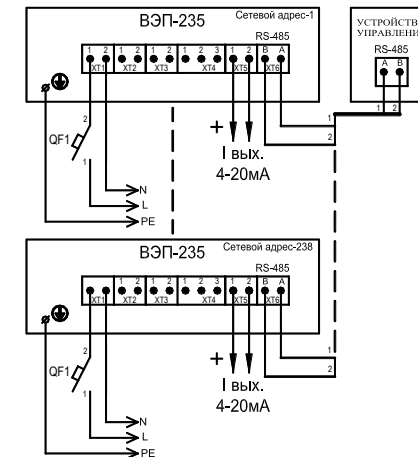 ВЭП-235 Сетевой адрес-1
RS-485
1 2 1 2 1 2 3 1 2 3 1 2 B A
XT1 XT2 XT3 XT4 XT5 XT6
QF1
2
1
+
I вых.
4-20мА
N
L
PE
1
2
УСТРОЙСТВ
УПРАВЛЕНИ
RS-485
A B
1 2
ВЭП-235 Сетевой адрес-238
RS-485
1 2 1 2 1 2 3 1 2 B A
XT1 XT2 XT3 XT4 XT5 XT6
QF1
2
1
+
I вых.
4-20мА
N
L
PE
1
2